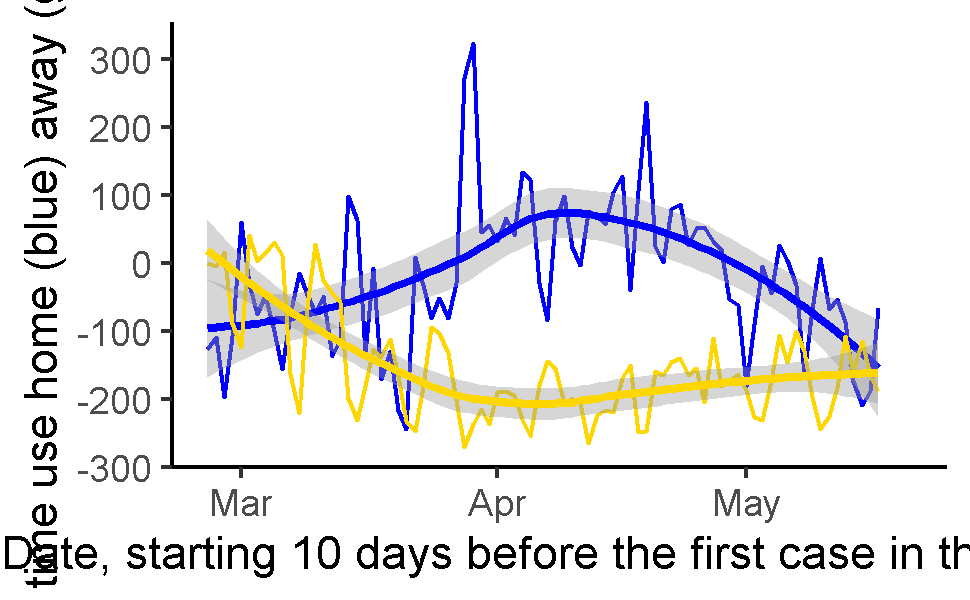 time use home (blue) away (
300
200
100
0
-100
-200
-300
Mar Apr May
Date, starting 10 days before the first case in th